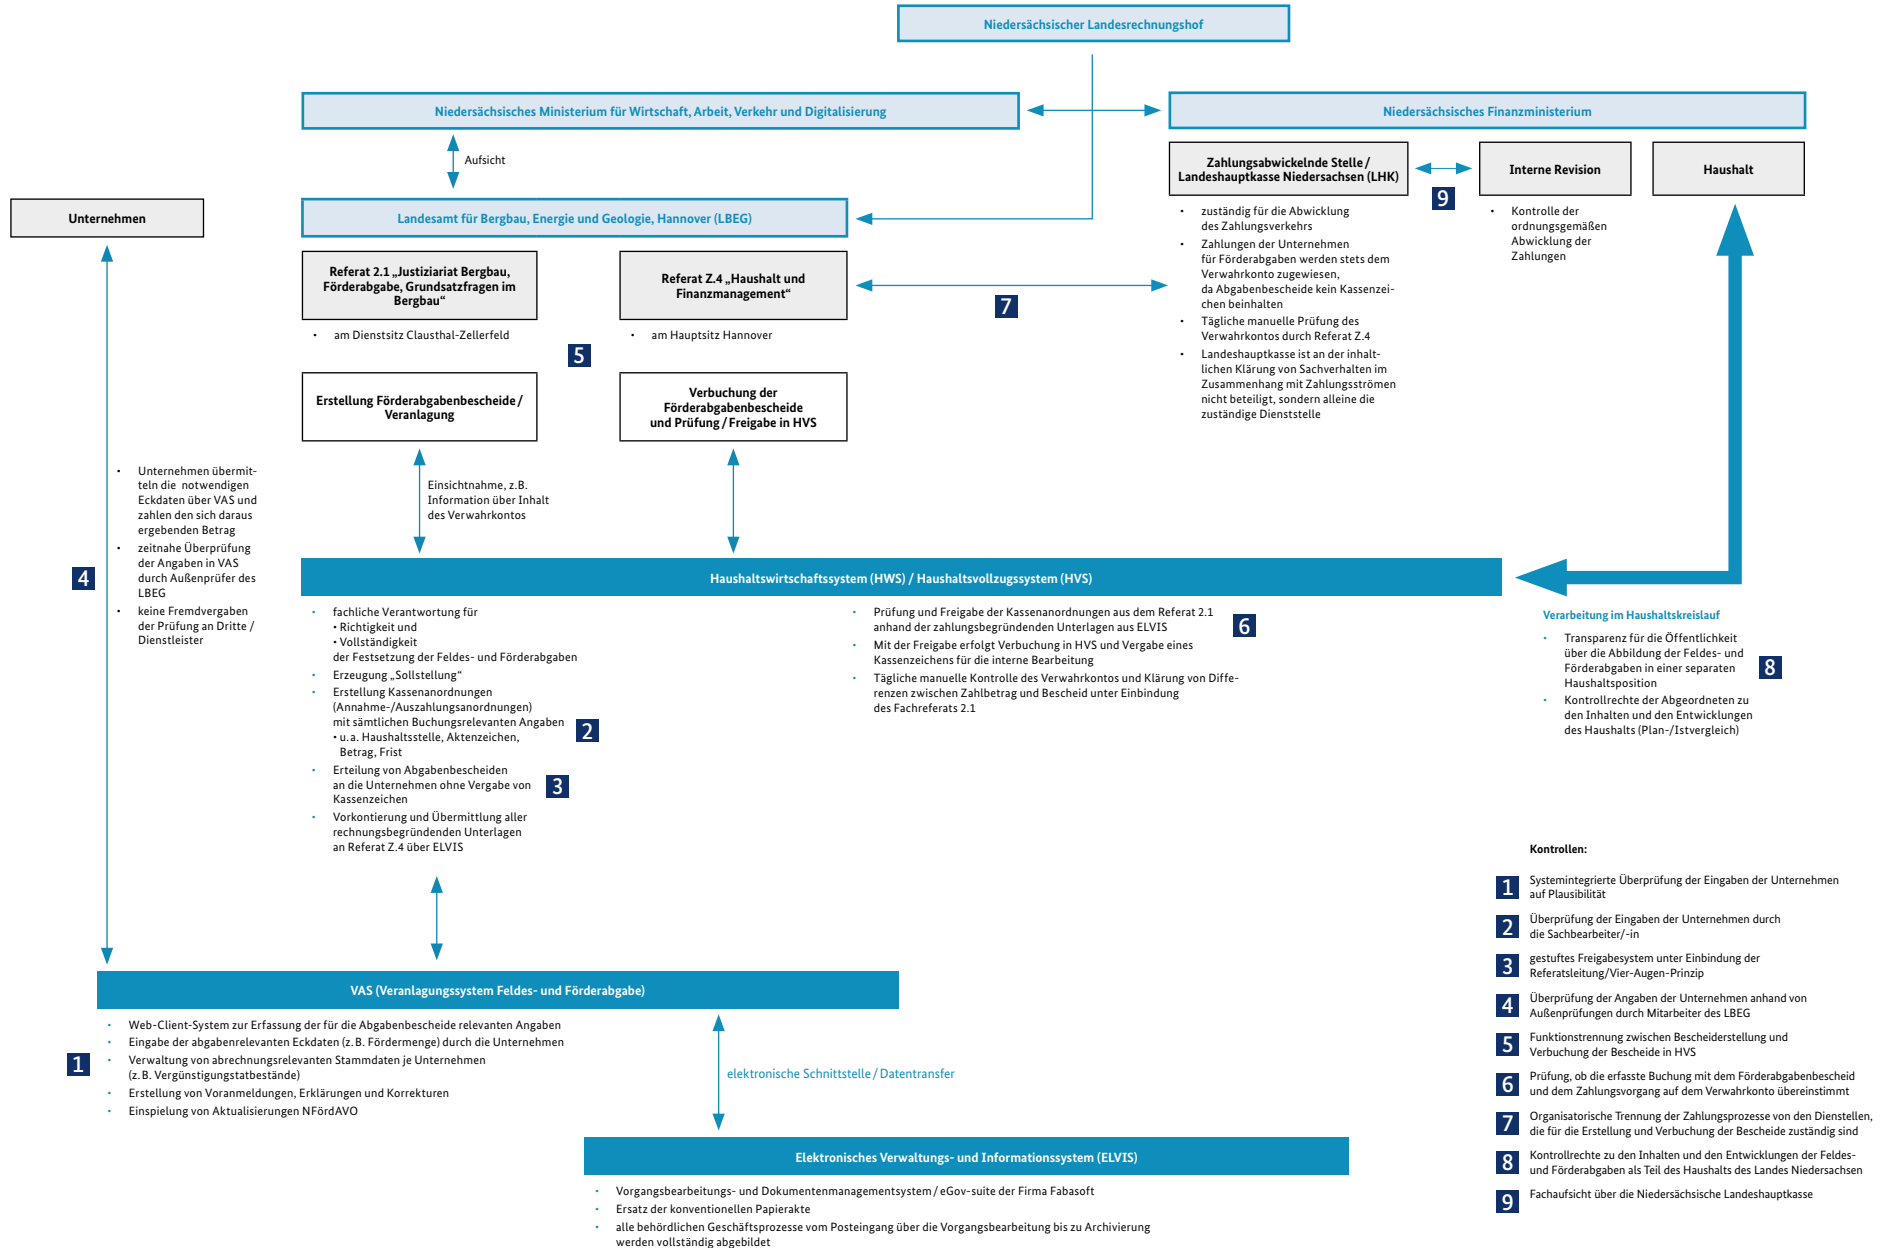 Niedersächsischer Landesrechnungshof
Niedersächsisches Ministerium für Wirtschaft, Arbeit, Verkehr und Digitalisierung
Niedersächsisches Finanzministerium
Aufsicht
Zahlungsabwickelnde Stelle /
Landeshauptkasse Niedersachsen (LHK)
9
Interne Revision
Haushalt
Unternehmen
Landesamt für Bergbau, Energie und Geologie, Hannover (LBEG)
• zuständig für die Abwicklung
des Zahlungsverkehrs
• Zahlungen der Unternehmen
für Förderabgaben werden stets dem
Verwahrkonto zugewiesen,
da Abgabenbescheide kein Kassenzei-
chen beinhalten
• Tägliche manuelle Prüfung des
Verwahrkontos durch Referat Z.4
• Landeshauptkasse ist an der inhalt-
lichen Klärung von Sachverhalten im
Zusammenhang mit Zahlungsströmen
nicht beteiligt, sondern alleine die
zuständige Dienststelle
• Kontrolle der
ordnungsgemäßen
Abwicklung der
Zahlungen
Referat 2.1 „Justiziariat Bergbau,
Förderabgabe, Grundsatzfragen im
Bergbau“
• am Dienstsitz Clausthal-Zellerfeld
Referat Z.4 „Haushalt und
Finanzmanagement“
• am Hauptsitz Hannover
7
5
Erstellung Förderabgabenbescheide /
Veranlagung
Verbuchung der
Förderabgabenbescheide
und Prüfung / Freigabe in HVS
• Unternehmen übermit-
teln die notwendigen
Eckdaten über VAS und
zahlen den sich daraus
ergebenden Betrag
• zeitnahe Überprüfung
der Angaben in VAS
durch Außenprüfer des
LBEG
• keine Fremdvergaben
der Prüfung an Dritte /
Dienstleister
4
Einsichtnahme, z.B.
Information über Inhalt
des Verwahrkontos
Haushaltswirtschaftssystem (HWS) / Haushaltsvollzugssystem (HVS)
• fachliche Verantwortung für
• Richtigkeit und
• Vollständigkeit
der Festsetzung der Feldes- und Förderabgaben
• Erzeugung „Sollstellung“
• Erstellung Kassenanordnungen
(Annahme-/Auszahlungsanordnungen)
mit sämtlichen Buchungsrelevanten Angaben
• u.a. Haushaltsstelle, Aktenzeichen,
Betrag, Frist
2
• Erteilung von Abgabenbescheiden
an die Unternehmen ohne Vergabe von
Kassenzeichen
3
• Vorkontierung und Übermittlung aller
rechnungsbegründenden Unterlagen
an Referat Z.4 über ELVIS
• Prüfung und Freigabe der Kassenanordnungen aus dem Referat 2.1
anhand der zahlungsbegründenden Unterlagen aus ELVIS
6
• Mit der Freigabe erfolgt Verbuchung in HVS und Vergabe eines
Kassenzeichens für die interne Bearbeitung
• Tägliche manuelle Kontrolle des Verwahrkontos und Klärung von Diffe-
renzen zwischen Zahlbetrag und Bescheid unter Einbindung
des Fachreferats 2.1
Verarbeitung im Haushaltskreislauf
• Transparenz für die Öffentlichkeit
über die Abbildung der Feldes- und
Förderabgaben in einer separaten
Haushaltsposition
8
• Kontrollrechte der Abgeordneten zu
den Inhalten und den Entwicklungen
des Haushalts (Plan-/Istvergleich)
VAS (Veranlagungssystem Feldes- und Förderabgabe)
• Web-Client-System zur Erfassung der für die Abgabenbescheide relevanten Angaben
• Eingabe der abgabenrelevanten Eckdaten (z.B. Fördermenge) durch die Unternehmen
1
• Verwaltung von abrechnungsrelevanten Stammdaten je Unternehmen
(z.B. Vergünstigungstatbestände)
• Erstellung von Voranmeldungen, Erklärungen und Korrekturen
• Einspielung von Aktualisierungen NFördAVO
elektronische Schnittstelle / Datentransfer
Elektronisches Verwaltungs- und Informationssystem (ELVIS)
• Vorgangsbearbeitungs- und Dokumentenmanagementsystem / eGov-suite der Firma Fabasoft
• Ersatz der konventionellen Papierakte
• alle behördlichen Geschäftsprozesse vom Posteingang über die Vorgangsbearbeitung bis zu Archivierung
werden vollständig abgebildet
Kontrollen:
1 Systemintegrierte Überprüfung der Eingaben der Unternehmen
auf Plausibilität
2 Überprüfung der Eingaben der Unternehmen durch
die Sachbearbeiter/-in
3 gestuftes Freigabesystem unter Einbindung der
Referatsleitung/Vier-Augen-Prinzip
4 Überprüfung der Angaben der Unternehmen anhand von
Außenprüfungen durch Mitarbeiter des LBEG
5 Funktionstrennung zwischen Bescheiderstellung und
Verbuchung der Bescheide in HVS
6 Prüfung, ob die erfasste Buchung mit dem Förderabgabenbescheid
und dem Zahlungsvorgang auf dem Verwahrkonto übereinstimmt
7 Organisatorische Trennung der Zahlungsprozesse von den Dienstellen,
die für die Erstellung und Verbuchung der Bescheide zuständig sind
8 Kontrollrechte zu den Inhalten und den Entwicklungen der Feldes-
und Förderabgaben als Teil des Haushalts des Landes Niedersachsen
9 Fachaufsicht über die Niedersächsische Landeshauptkasse